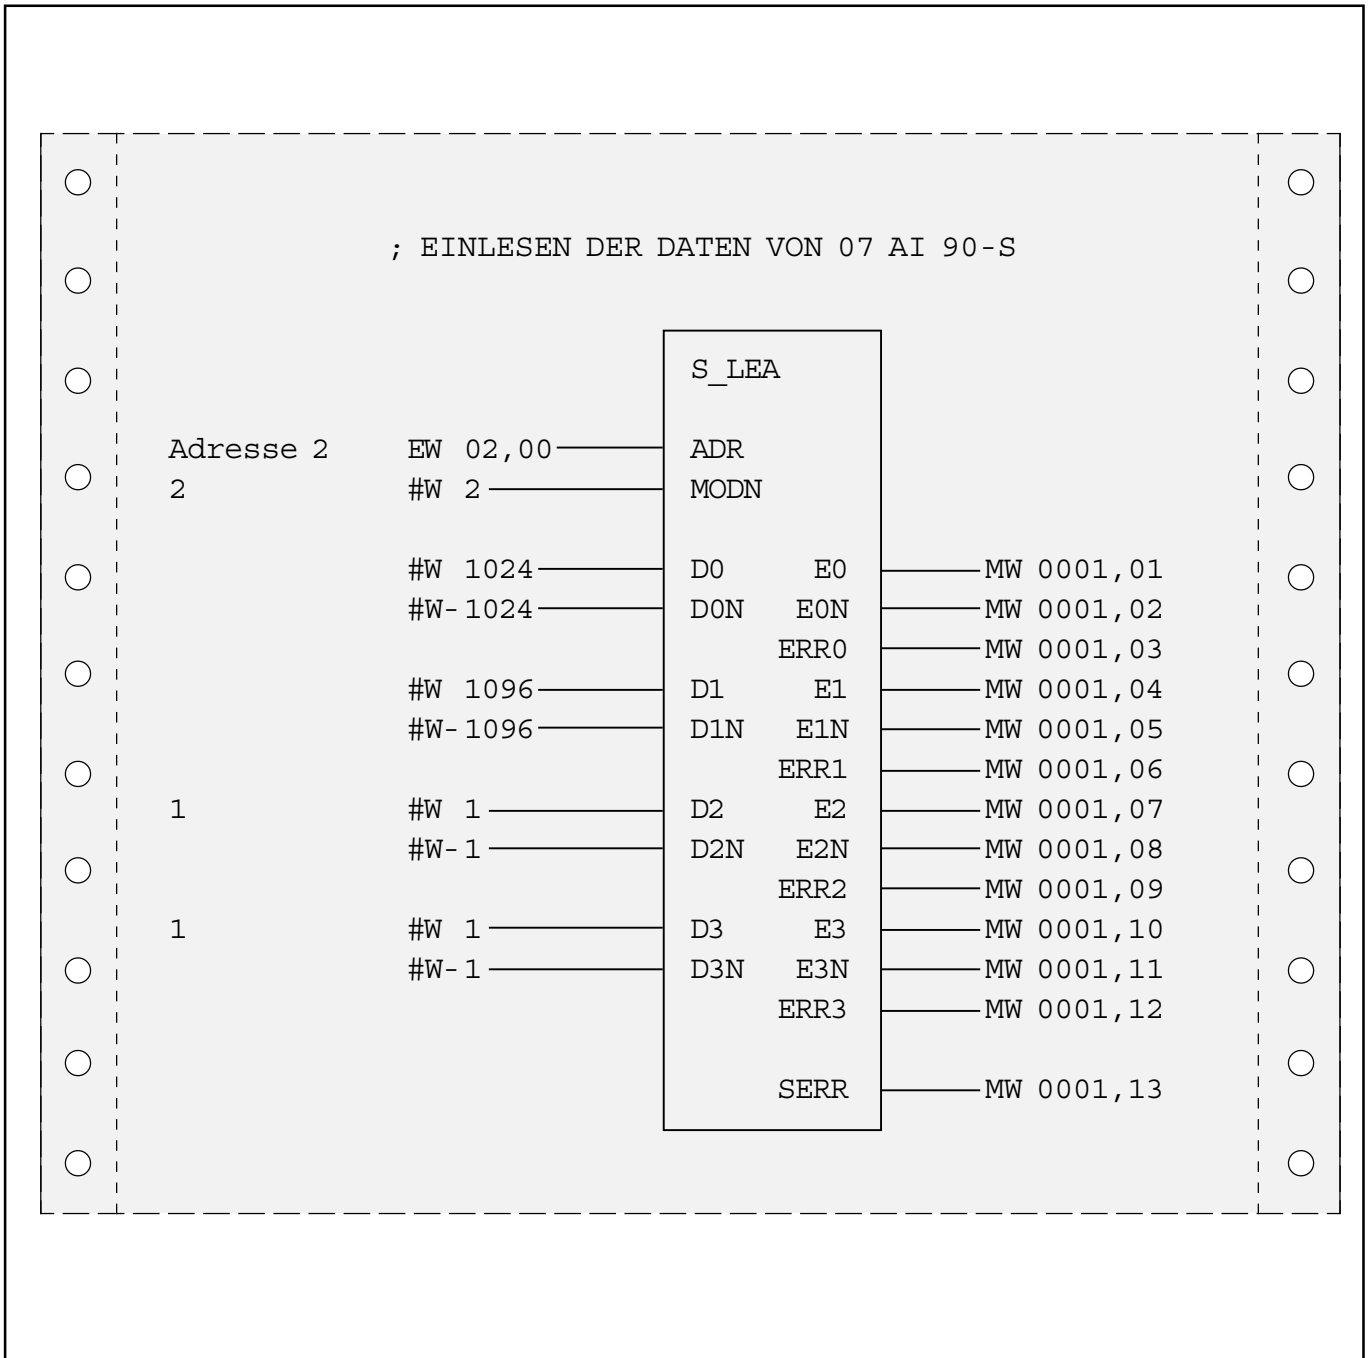 ; EINLESEN DER DATEN VON 07 AI 90-S
S_LEA
Adresse 2 EW 02,00 ADR
2 #W 2 MODN
#W 1024 D0 E0 MW 0001,01
#W-1024 D0N E0N MW 0001,02
ERR0 MW 0001,03
#W 1096 D1 E1 MW 0001,04
#W-1096 D1N E1N MW 0001,05
ERR1 MW 0001,06
1 #W 1 D2 E2 MW 0001,07
#W-1 D2N E2N MW 0001,08
ERR2 MW 0001,09
1 #W 1 D3 E3 MW 0001,10
#W-1 D3N E3N MW 0001,11
ERR3 MW 0001,12
SERR MW 0001,13